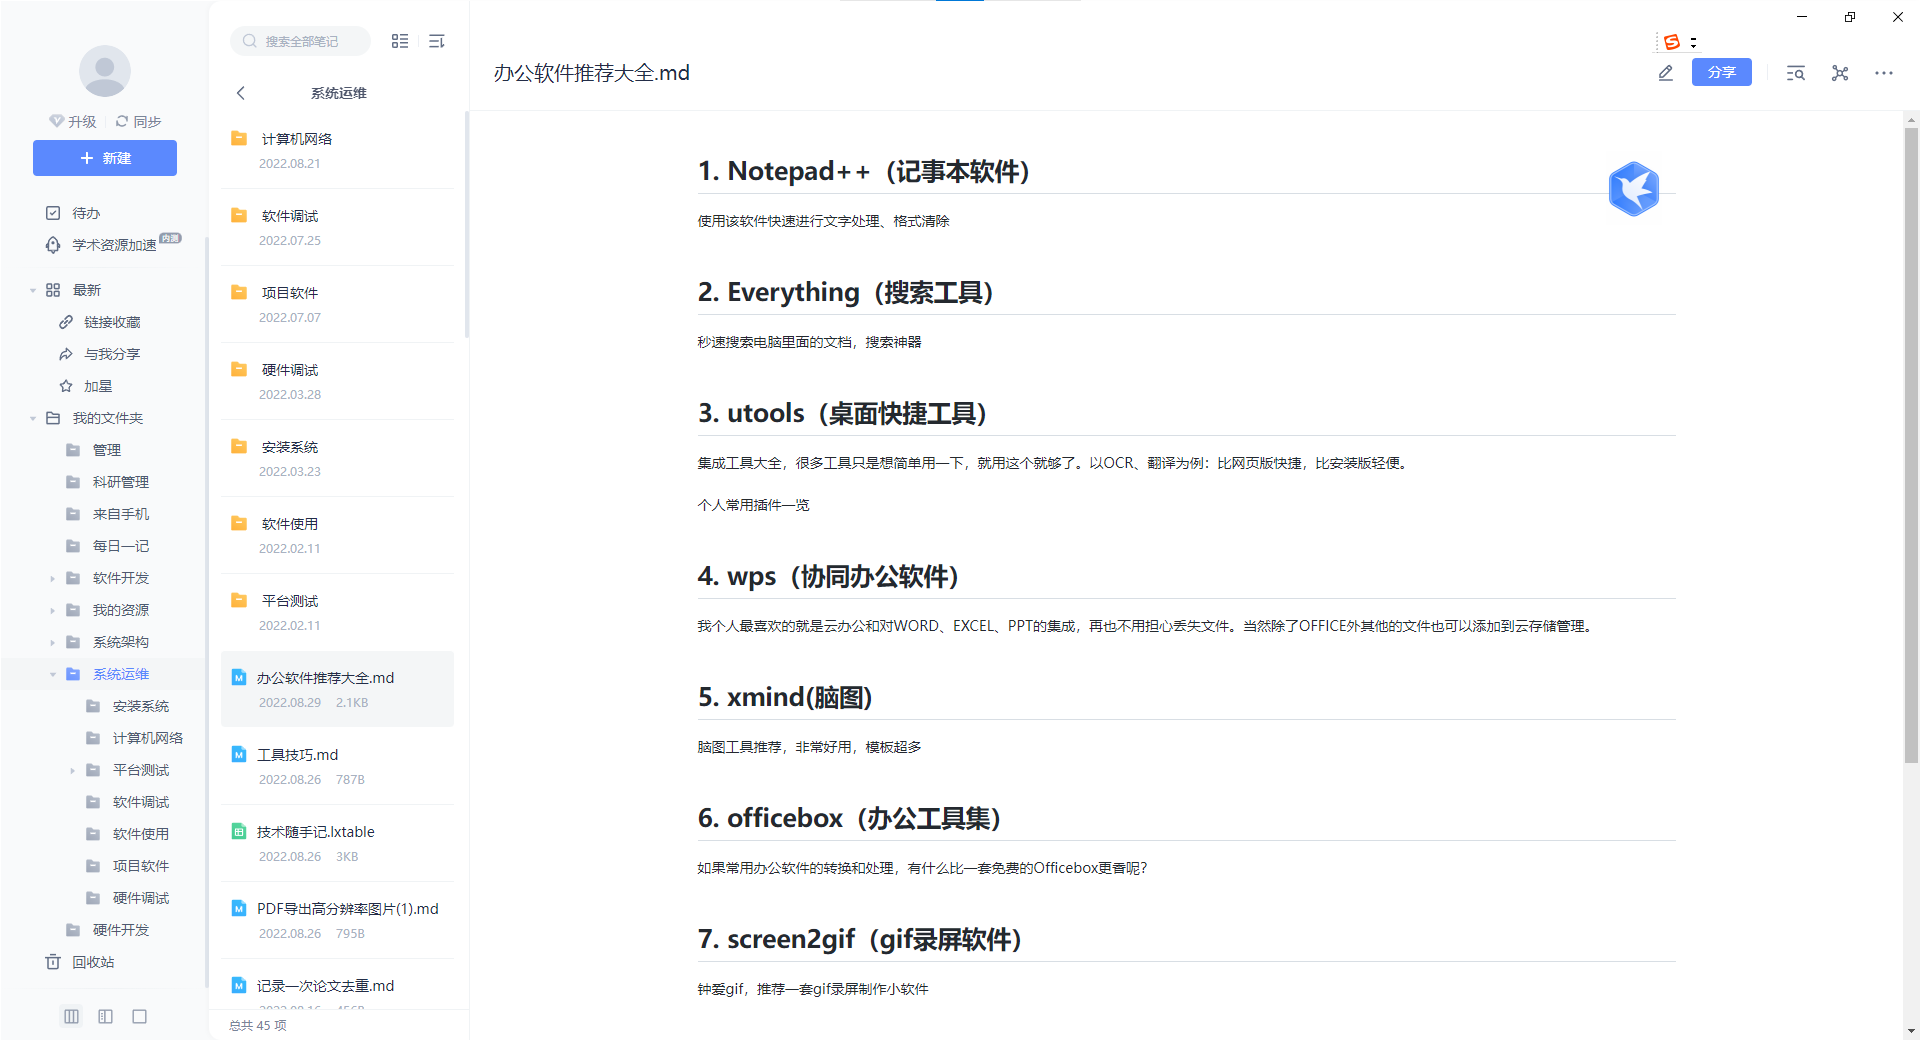 升级
同步
新建
待办
学术资源加速 内测
最新
链接收藏
与我分享
加星
我的文件夹
管理
科研管理
来自手机
每日一记
软件开发
我的资源
系统架构
系统运维
安装系统
计算机网络
平台测试
软件调试
软件使用
项目软件
硬件调试
硬件开发
回收站
搜索全部笔记
系统运维
计算机网络
2022.08.21
软件调试
2022.07.25
项目软件
2022.07.07
硬件调试
2022.03.28
安装系统
2022.03.23
软件使用
2022.02.11
平台测试
2022.02.11
办公软件推荐大全.md
2022.08.29 2.1KB
工具技巧.md
2022.08.26 787B
技术随手记.lxtable
2022.08.26 3KB
PDF导出高分辨率图片(1).md
2022.08.26 795B
记录一次论文去重.md
总共 45 项
办公软件推荐大全.md
分享
1. Notepad++（记事本软件）
使用该软件快速进行文字处理、格式清除
2. Everything（搜索工具）
秒速搜索电脑里面的文档，搜索神器
3. utools（桌面快捷工具）
集成工具大全，很多工具只是想简单用一下，就用这个就够了。以OCR、翻译为例：比网页版快捷，比安装版轻便。
个人常用插件一览
4. wps（协同办公软件）
我个人最喜欢的就是云办公和对WORD、EXCEL、PPT的集成，再也不用担心丢失文件。当然除了OFFICE外其他的文件也可以添加到云存储管理。
5. xmind(脑图)
脑图工具推荐，非常好用，模板超多
6. officebox（办公工具集）
如果常用办公软件的转换和处理，有什么比一套免费的Officebox更香呢？
7. screen2gif（gif录屏软件）
钟爱gif，推荐一套gif录屏制作小软件